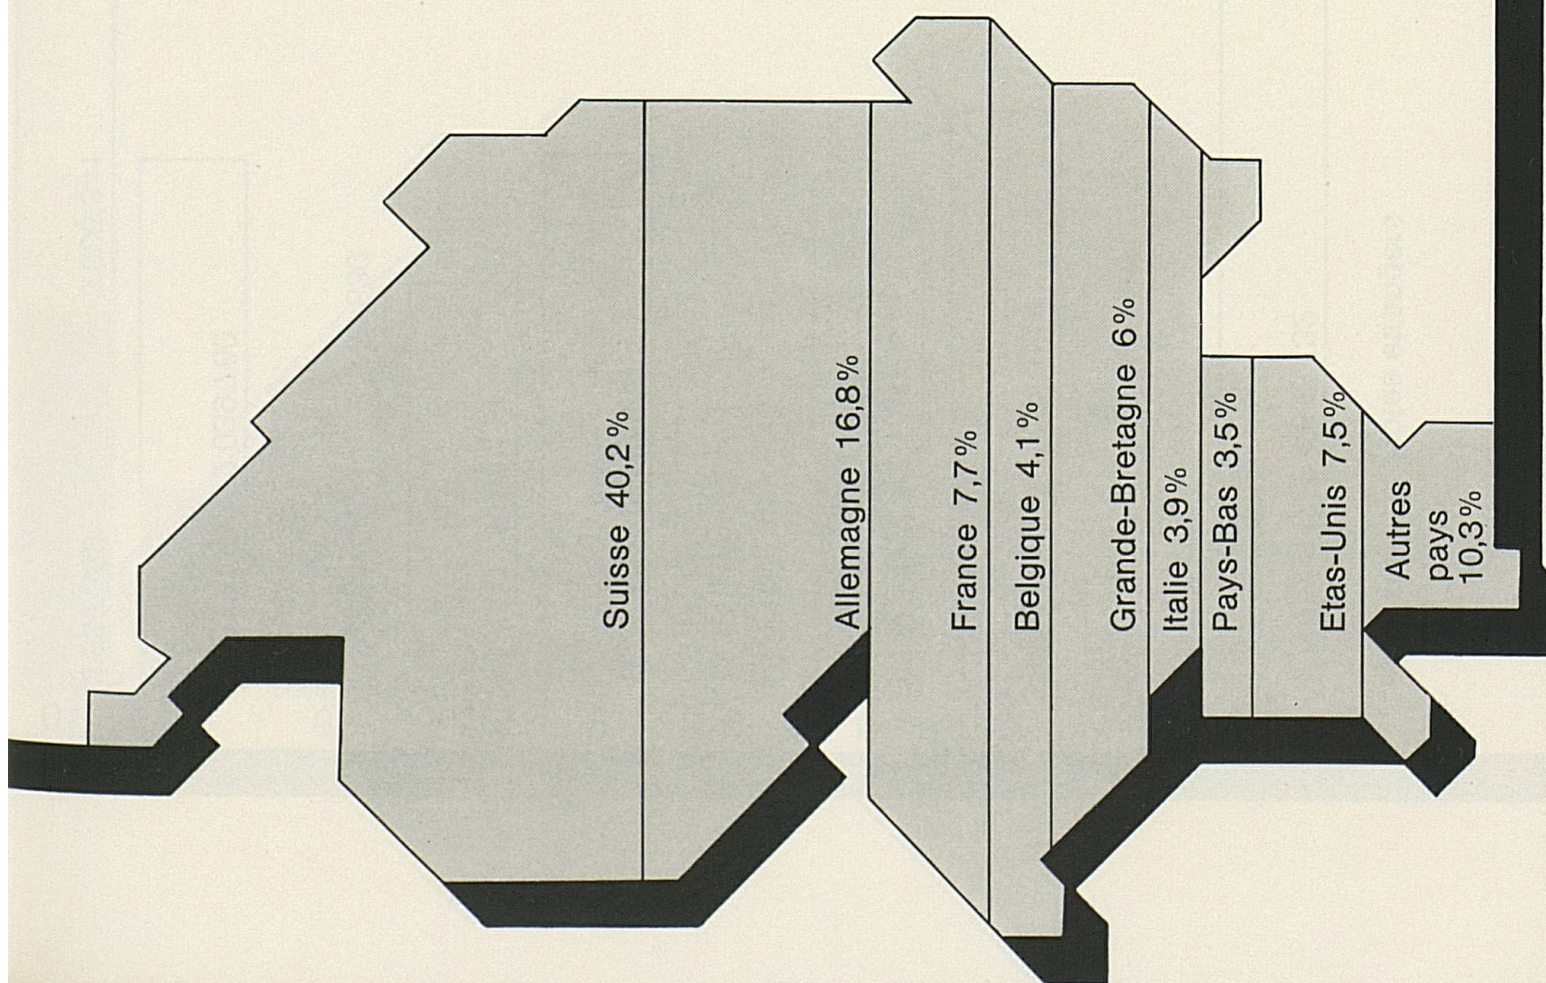 Suisse 40,2%
Allemagne 16,8%
France 7,7%
Belgique 4,1%
Grande-Bretagne 6%
Italie 3,9%
Pays-Bas 3,5%
Etas-Unis 7,5%
Autres
pays
10,3%